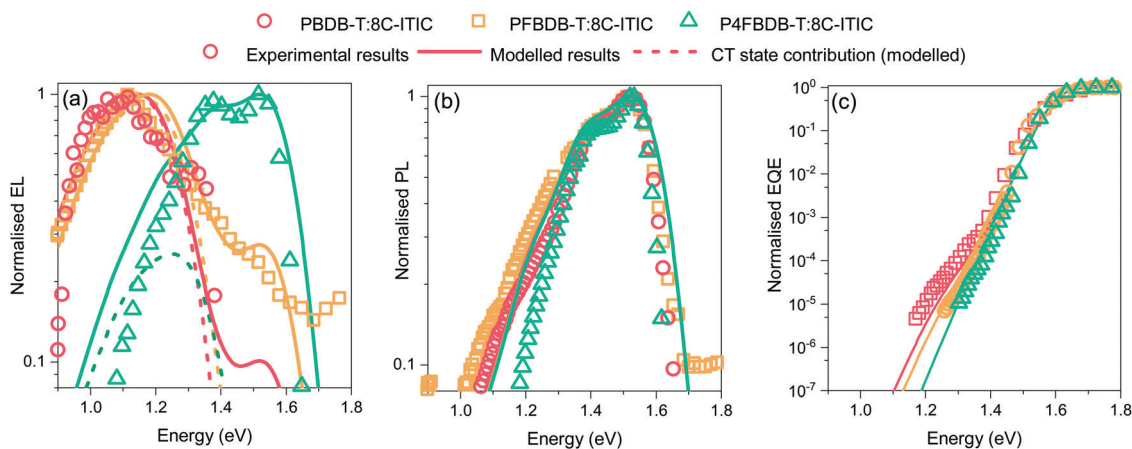 PBDB-T:8C-ITIC PFBDB-T:8C-ITIC P4FBDB-T:8C-ITIC
Experimental results Modelled results CT state contribution (modelled)
(a)
Normalised EL
1
0.1
1.0 1.2 1.4 1.6 1.8
Energy (eV)
(b)
Normalised PL
1
0.1
1.0 1.2 1.4 1.6 1.8
Energy (eV)
(c)
Normalised EQE
10⁰
10⁻¹
10⁻²
10⁻³
10⁻⁴
10⁻⁵
10⁻⁶
10⁻⁷
1.0 1.2 1.4 1.6 1.8
Energy (eV)